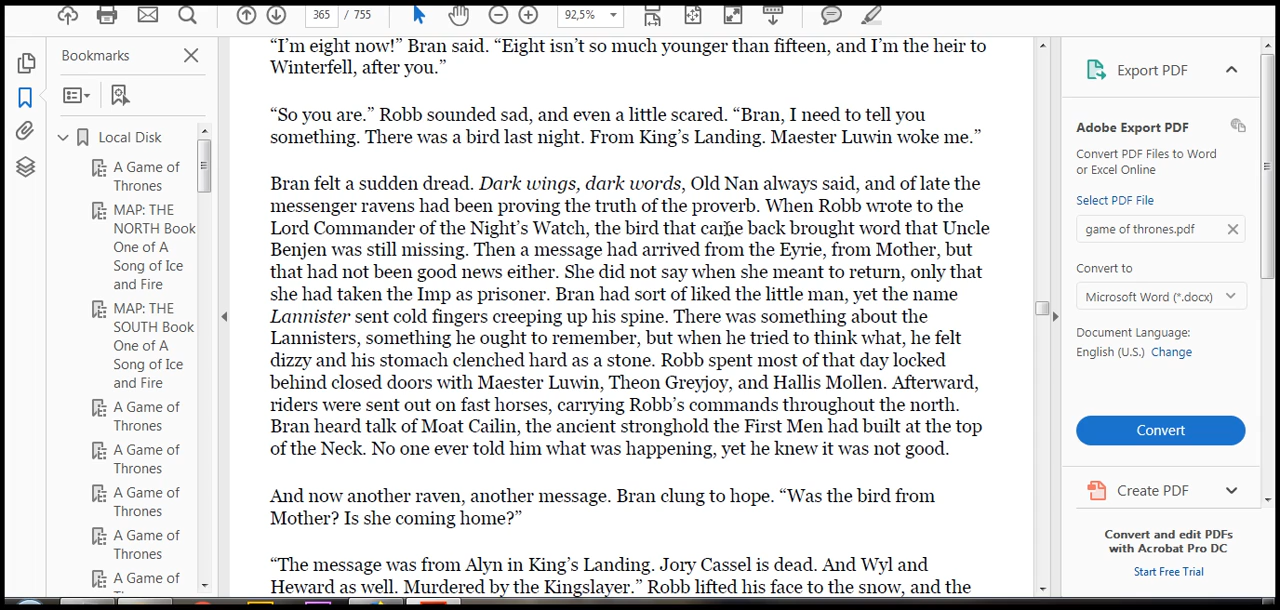 365 / 755
92,5%
Bookmarks
Local Disk
A Game of
Thrones
MAP: THE
NORTH Book
One of A
Song of Ice
and Fire
MAP: THE
SOUTH Book
One of A
Song of Ice
and Fire
A Game of
Thrones
A Game of
Thrones
A Game of
Thrones
A Game of
Thrones
A Game of
“I’m eight now!” Bran said. “Eight isn’t so much younger than fifteen, and I’m the heir to
Winterfell, after you.”
“So you are.” Robb sounded sad, and even a little scared. “Bran, I need to tell you
something. There was a bird last night. From King’s Landing. Maester Luwin woke me.”
Bran felt a sudden dread. Dark wings, dark words, Old Nan always said, and of late the
messenger ravens had been proving the truth of the proverb. When Robb wrote to the
Lord Commander of the Night’s Watch, the bird that came back brought word that Uncle
Benjen was still missing. Then a message had arrived from the Eyrie, from Mother, but
that had not been good news either. She did not say when she meant to return, only that
she had taken the Imp as prisoner. Bran had sort of liked the little man, yet the name
Lannister sent cold fingers creeping up his spine. There was something about the
Lannisters, something he ought to remember, but when he tried to think what, he felt
dizzy and his stomach clenched hard as a stone. Robb spent most of that day locked
behind closed doors with Maester Luwin, Theon Greyjoy, and Hallis Mollen. Afterward,
riders were sent out on fast horses, carrying Robb’s commands throughout the north.
Bran heard talk of Moat Cailin, the ancient stronghold the First Men had built at the top
of the Neck. No one ever told him what was happening, yet he knew it was not good.
And now another raven, another message. Bran clung to hope. “Was the bird from
Mother? Is she coming home?”
“The message was from Alyn in King’s Landing. Jory Cassel is dead. And Wyl and
Heward as well. Murdered by the Kingslayer.” Robb lifted his face to the snow, and the
Export PDF
Adobe Export PDF
Convert PDF Files to Word
or Excel Online
Select PDF File
game of thrones.pdf
Convert to
Microsoft Word (*.docx)
Document Language:
English (U.S.) Change
Convert
Create PDF
Convert and edit PDFs
with Acrobat Pro DC
Start Free Trial